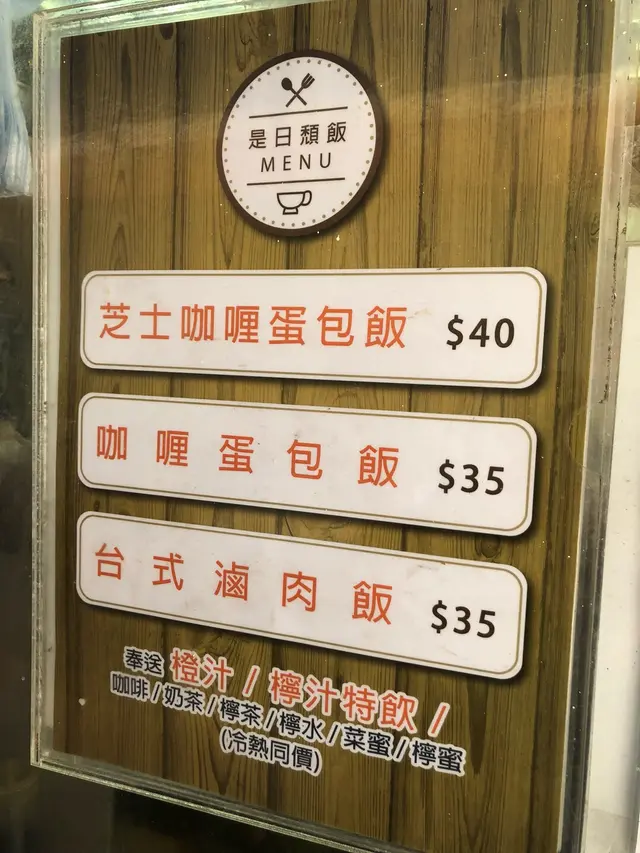 是日頹飯
MENU
芝士咖喱蛋包飯 $40
咖喱蛋包飯 $35
台式滷肉飯 $35
奉送 橙汁 / 檸汁特飲 /
咖啡/奶茶/檸茶/檸水/菜蜜/檸蜜
(冷熱同價)